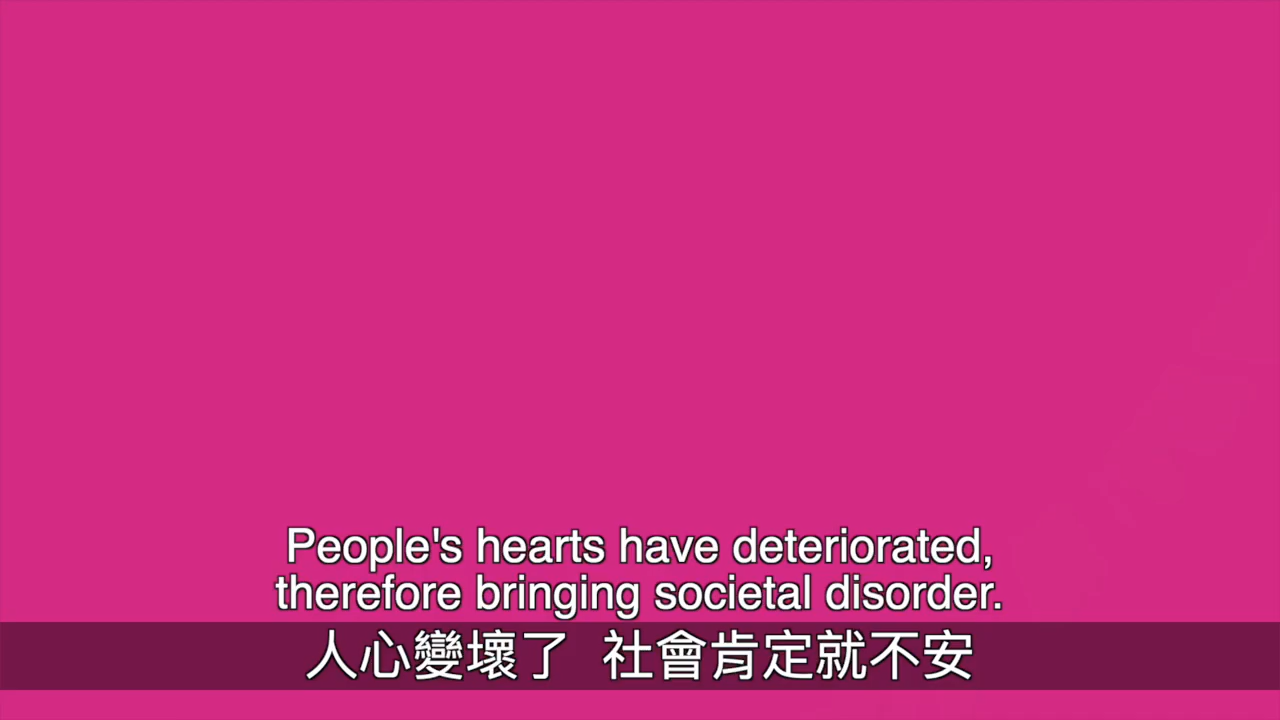 People's hearts have deteriorated,
therefore bringing societal disorder.
人心變壞了 社會肯定就不安